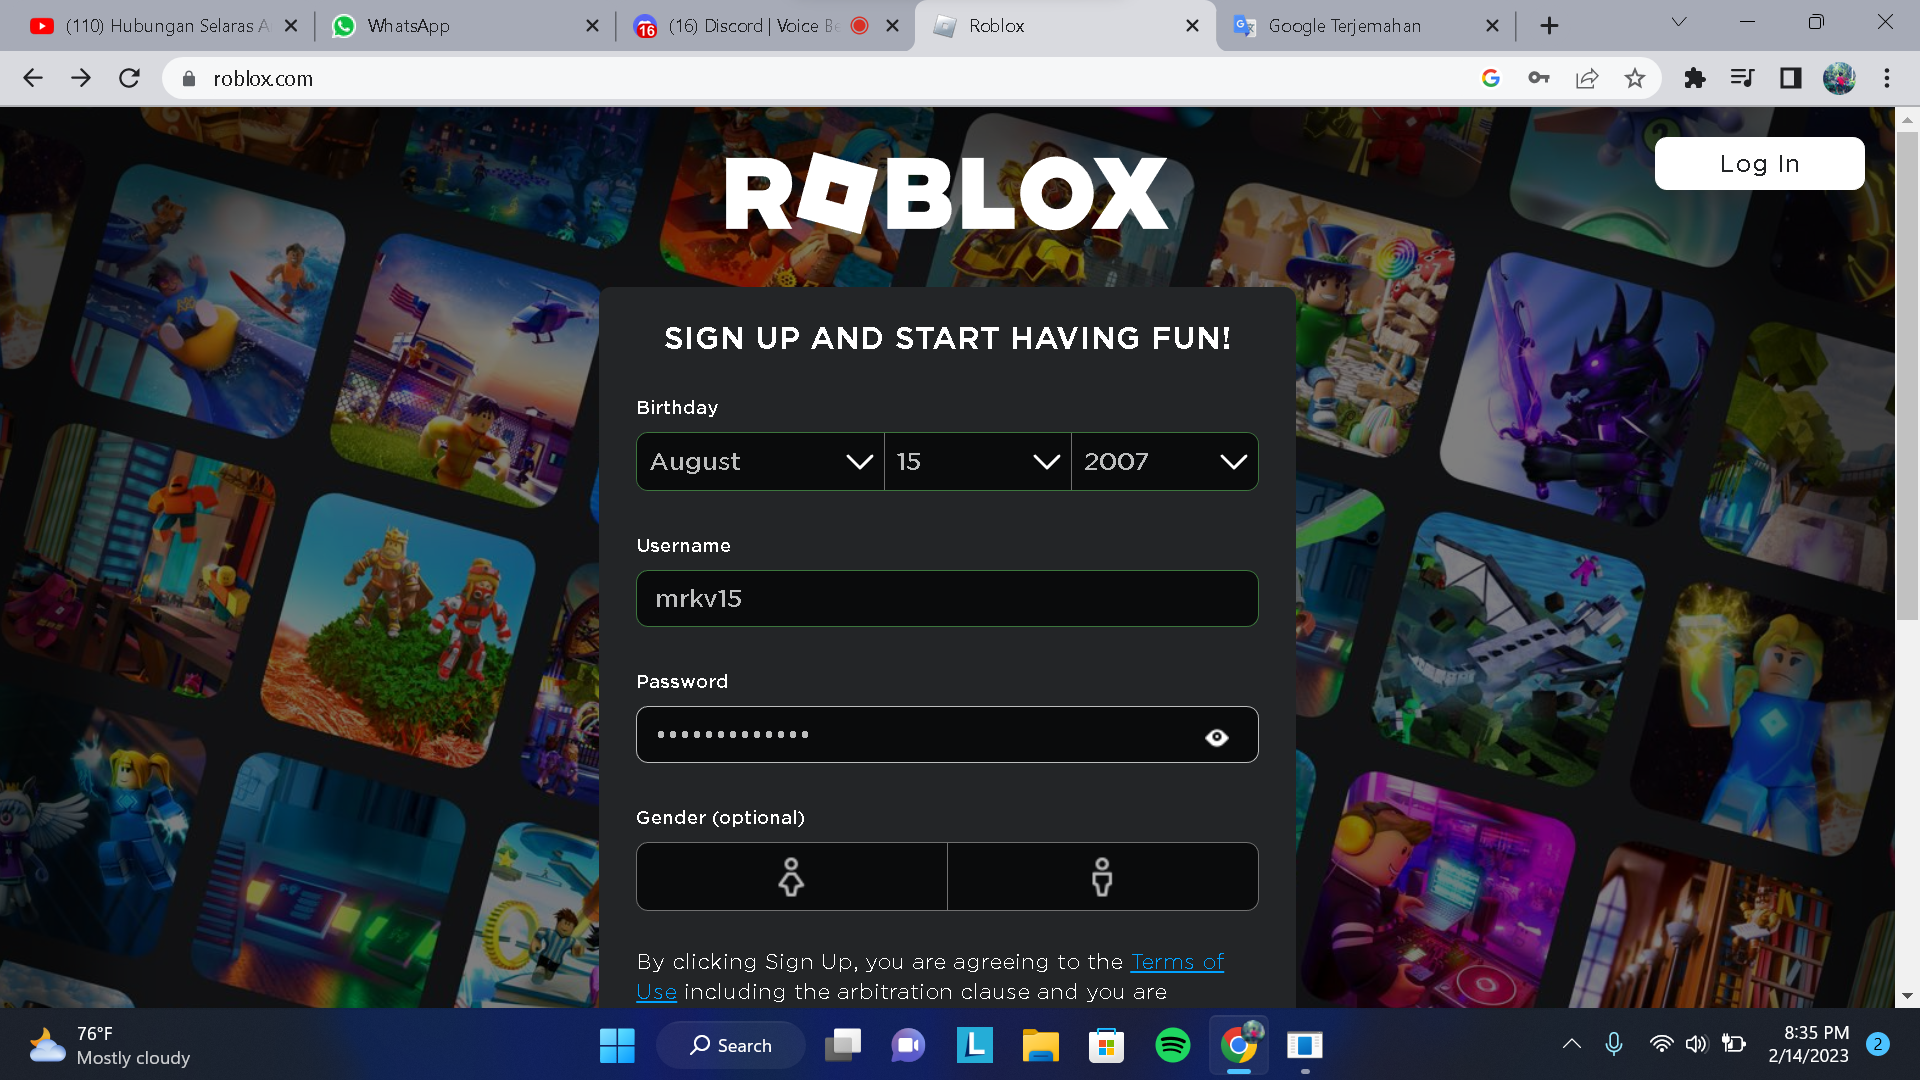 (110) Hubungan Selaras A
WhatsApp
16
(16) Discord | Voice Be
Roblox
Google Terjemahan
roblox.com
ROBLOX
Log In
SIGN UP AND START HAVING FUN!
Birthday
August
15
2007
Username
mrkv15
Password
•••••••••••••
Gender (optional)
By clicking Sign Up, you are agreeing to the Terms of
Use including the arbitration clause and you are
76°F
Mostly cloudy
Search
L
8:35 PM
2/14/2023
2